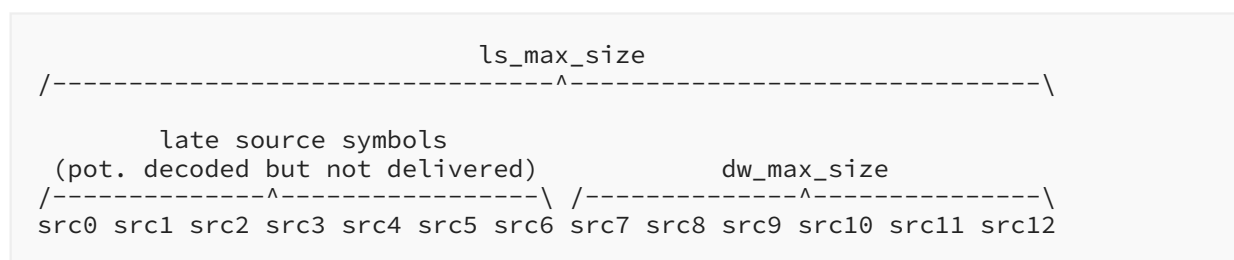 ls_max_size
/---------------------------------^-------------------------------\
        late source symbols
 (pot. decoded but not delivered)            dw_max_size
/--------------^-----------------\ /--------------^---------------\
src0 src1 src2 src3 src4 src5 src6 src7 src8 src9 src10 src11 src12